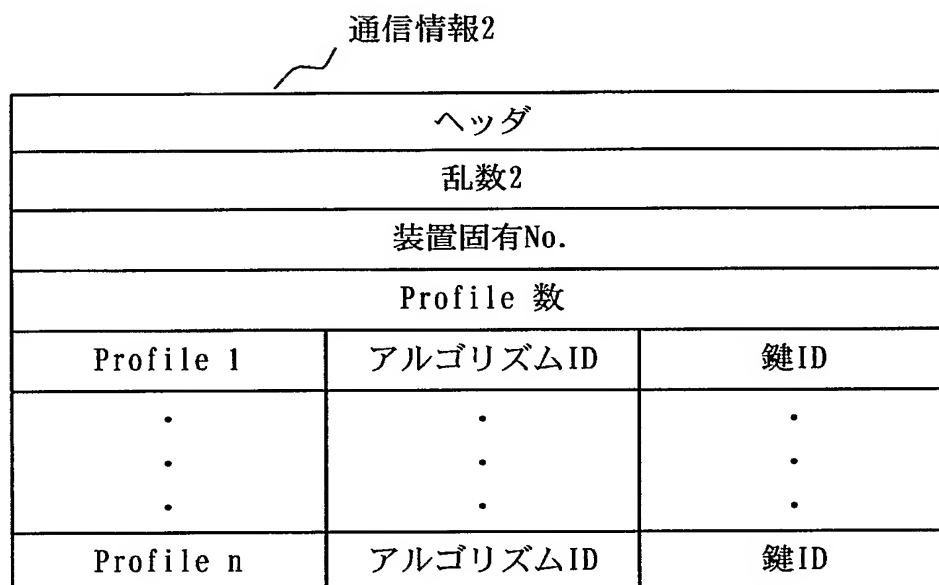 通信情報2
ヘッダ
乱数2
装置固有No.
Profile 数
Profile 1 アルゴリズムID 鍵ID
Profile n アルゴリズムID 鍵ID